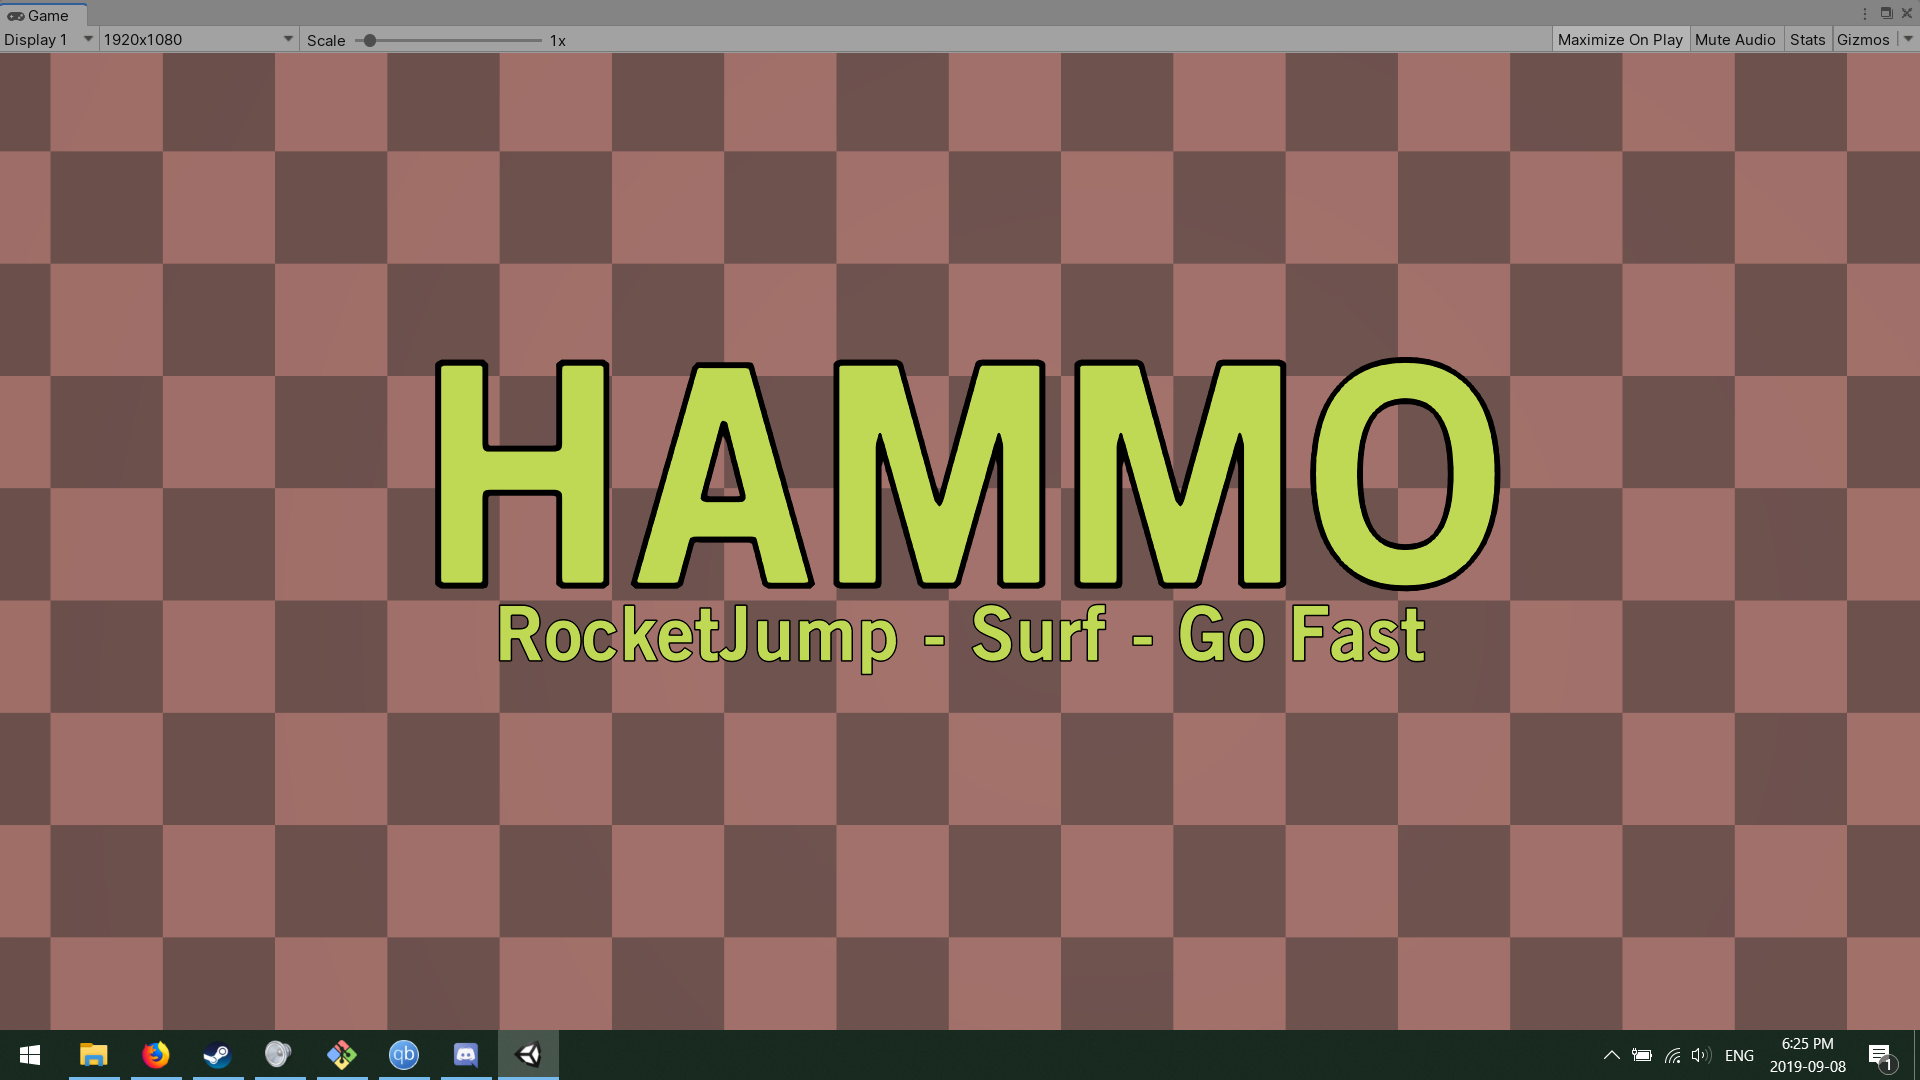 Game
Display 1 1920x1080 Scale 1x Maximize On Play Mute Audio Stats Gizmos
HAMMO
RocketJump - Surf - Go Fast
qb ENG 6:25 PM
2019-09-08 1